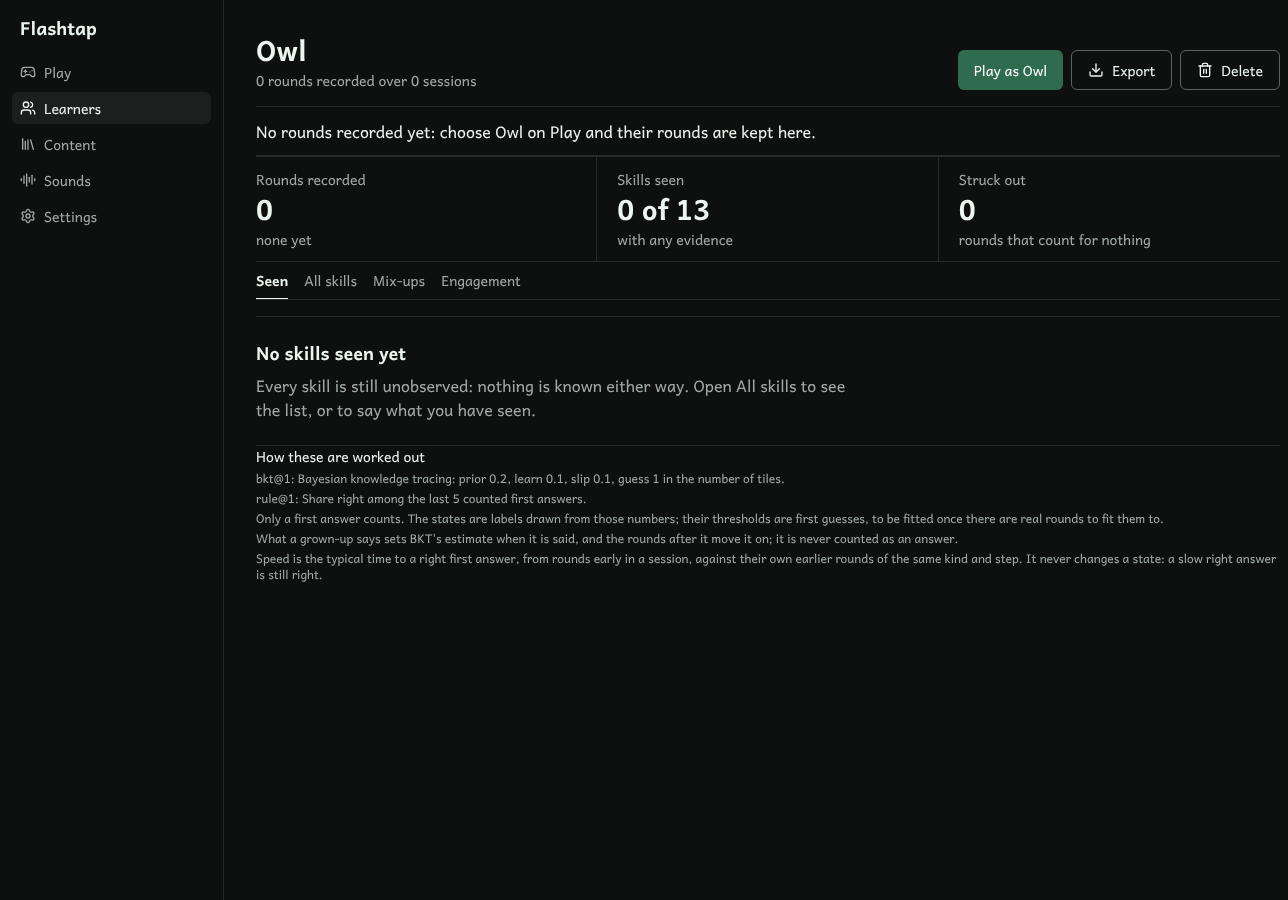 Flashtap
Play
Learners
Content
Sounds
Settings
Owl
0 rounds recorded over 0 sessions
Play as Owl
Export
Delete
No rounds recorded yet: choose Owl on Play and their rounds are kept here.
Rounds recorded
0
none yet
Skills seen
0 of 13
with any evidence
Struck out
0
rounds that count for nothing
Seen
All skills
Mix-ups
Engagement
No skills seen yet
Every skill is still unobserved: nothing is known either way. Open All skills to see
the list, or to say what you have seen.
How these are worked out
bkt@1: Bayesian knowledge tracing: prior 0.2, learn 0.1, slip 0.1, guess 1 in the number of tiles.
rule@1: Share right among the last 5 counted first answers.
Only a first answer counts. The states are labels drawn from those numbers; their thresholds are first guesses, to be fitted once there are real rounds to fit them to.
What a grown-up says sets BKT's estimate when it is said, and the rounds after it move it on; it is never counted as an answer.
Speed is the typical time to a right first answer, from rounds early in a session, against their own earlier rounds of the same kind and step. It never changes a state: a slow right answer
is still right.